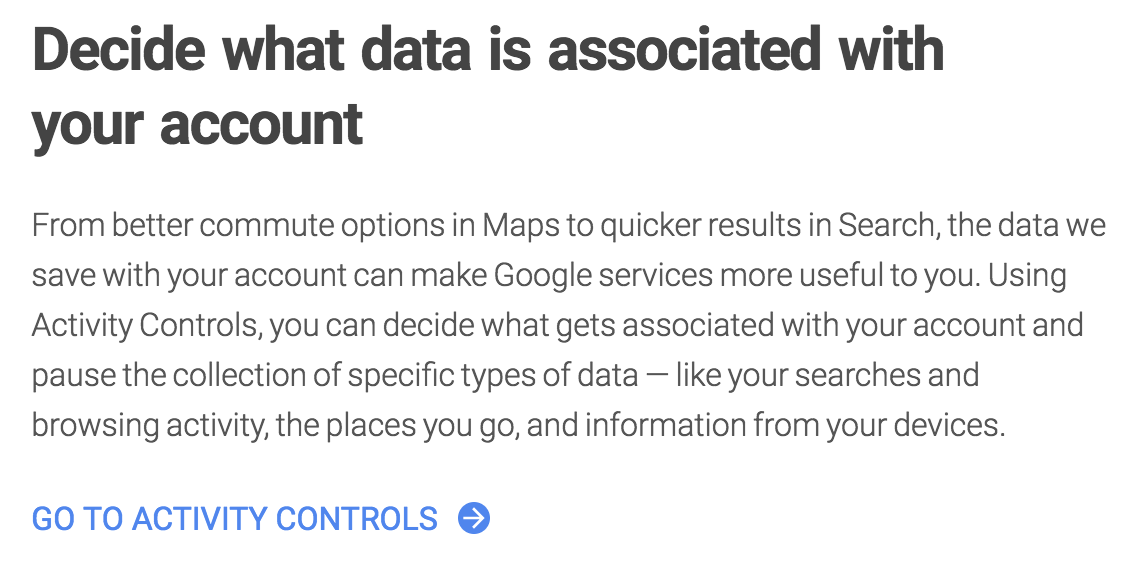 Decide what data is associated with
your account
From better commute options in Maps to quicker results in Search, the data we
save with your account can make Google services more useful to you. Using
Activity Controls, you can decide what gets associated with your account and
pause the collection of specific types of data — like your searches and
browsing activity, the places you go, and information from your devices.
GO TO ACTIVITY CONTROLS